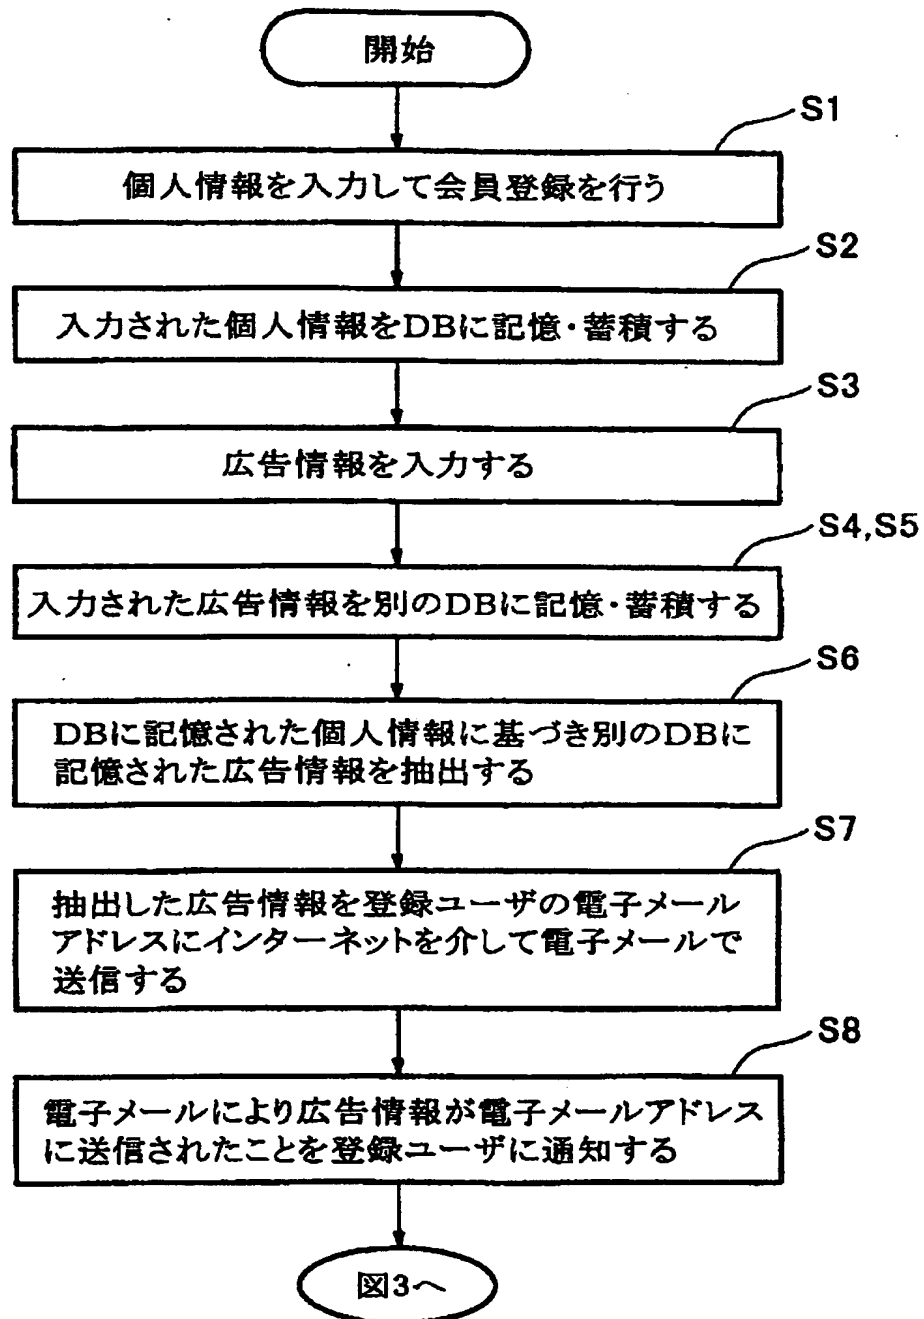 開始
S1
個人情報を入力して会員登録を行う
S2
入力された個人情報をDBに記憶・蓄積する
S3
広告情報を入力する
S4,S5
入力された広告情報を別のDBに記憶・蓄積する
S6
DBに記憶された個人情報に基づき別のDBに
記憶された広告情報を抽出する
S7
抽出した広告情報を登録ユーザの電子メール
アドレスにインターネットを介して電子メールで
送信する
S8
電子メールにより広告情報が電子メールアドレス
に送信されたことを登録ユーザに通知する
図3へ